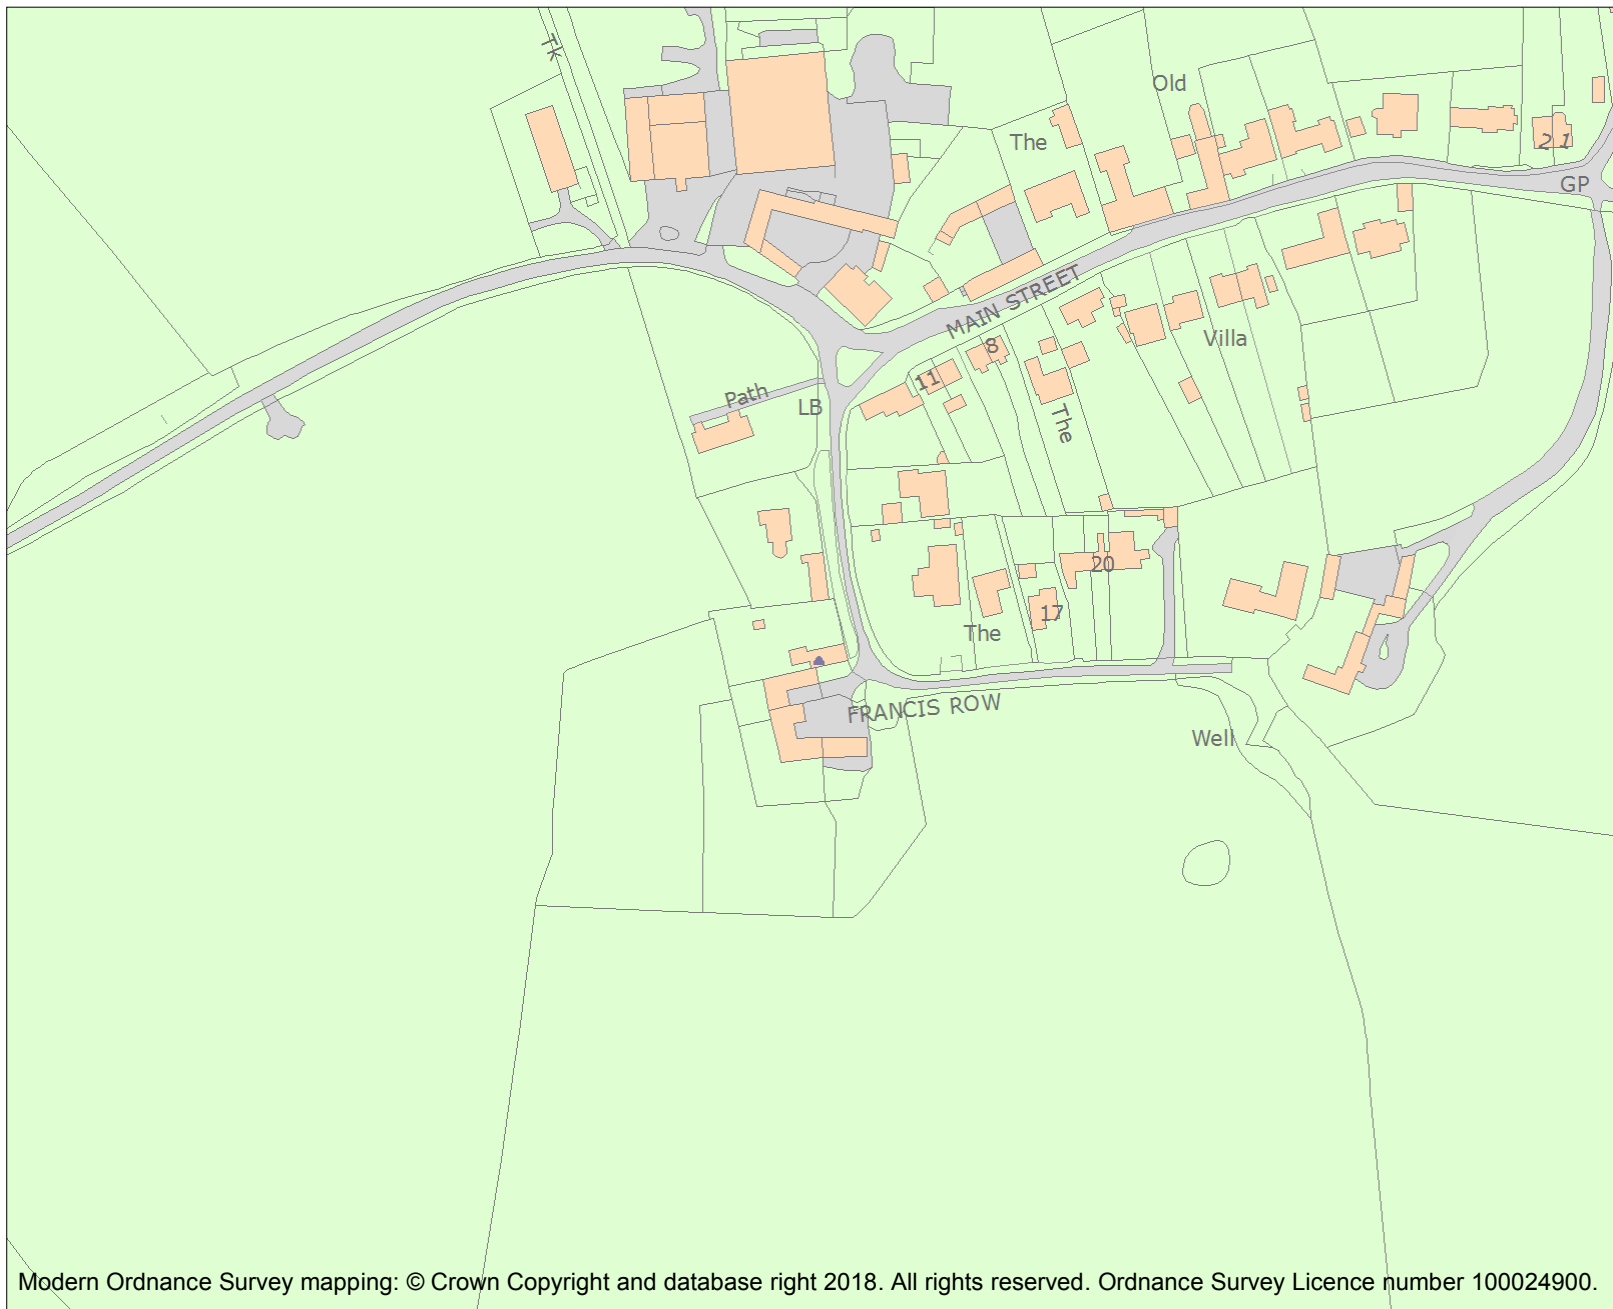 Tk
Old
The
2 1
GP
MAIN STREET
8
Villa
11
Path
LB
The
20
17
The
FRANCIS ROW
Well
Modern Ordnance Survey mapping: © Crown Copyright and database right 2018. All rights reserved. Ordnance Survey Licence number 100024900.